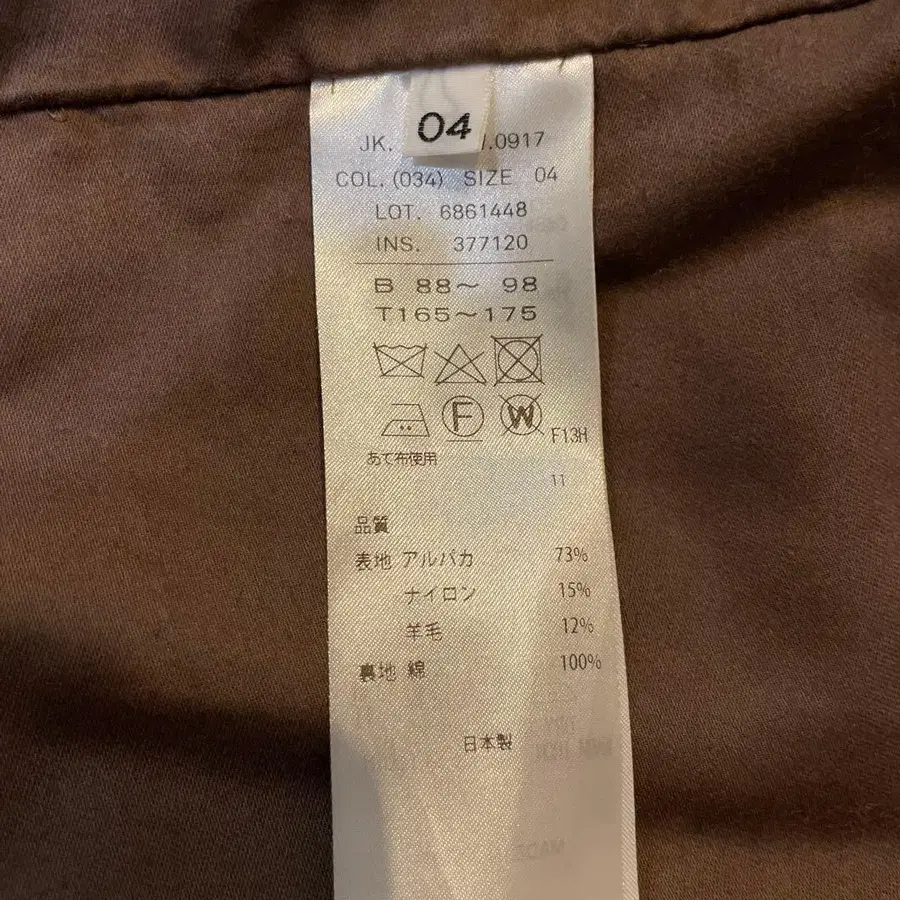 04
JK. .0917
COL. (034) SIZE 04
LOT. 6861448
INS. 377120
B 88～ 98
T165～175
F W
F13H
あて布使用
11
品質
表地 アルパカ 73%
ナイロン 15%
羊毛 12%
裏地 綿 100%
日本製